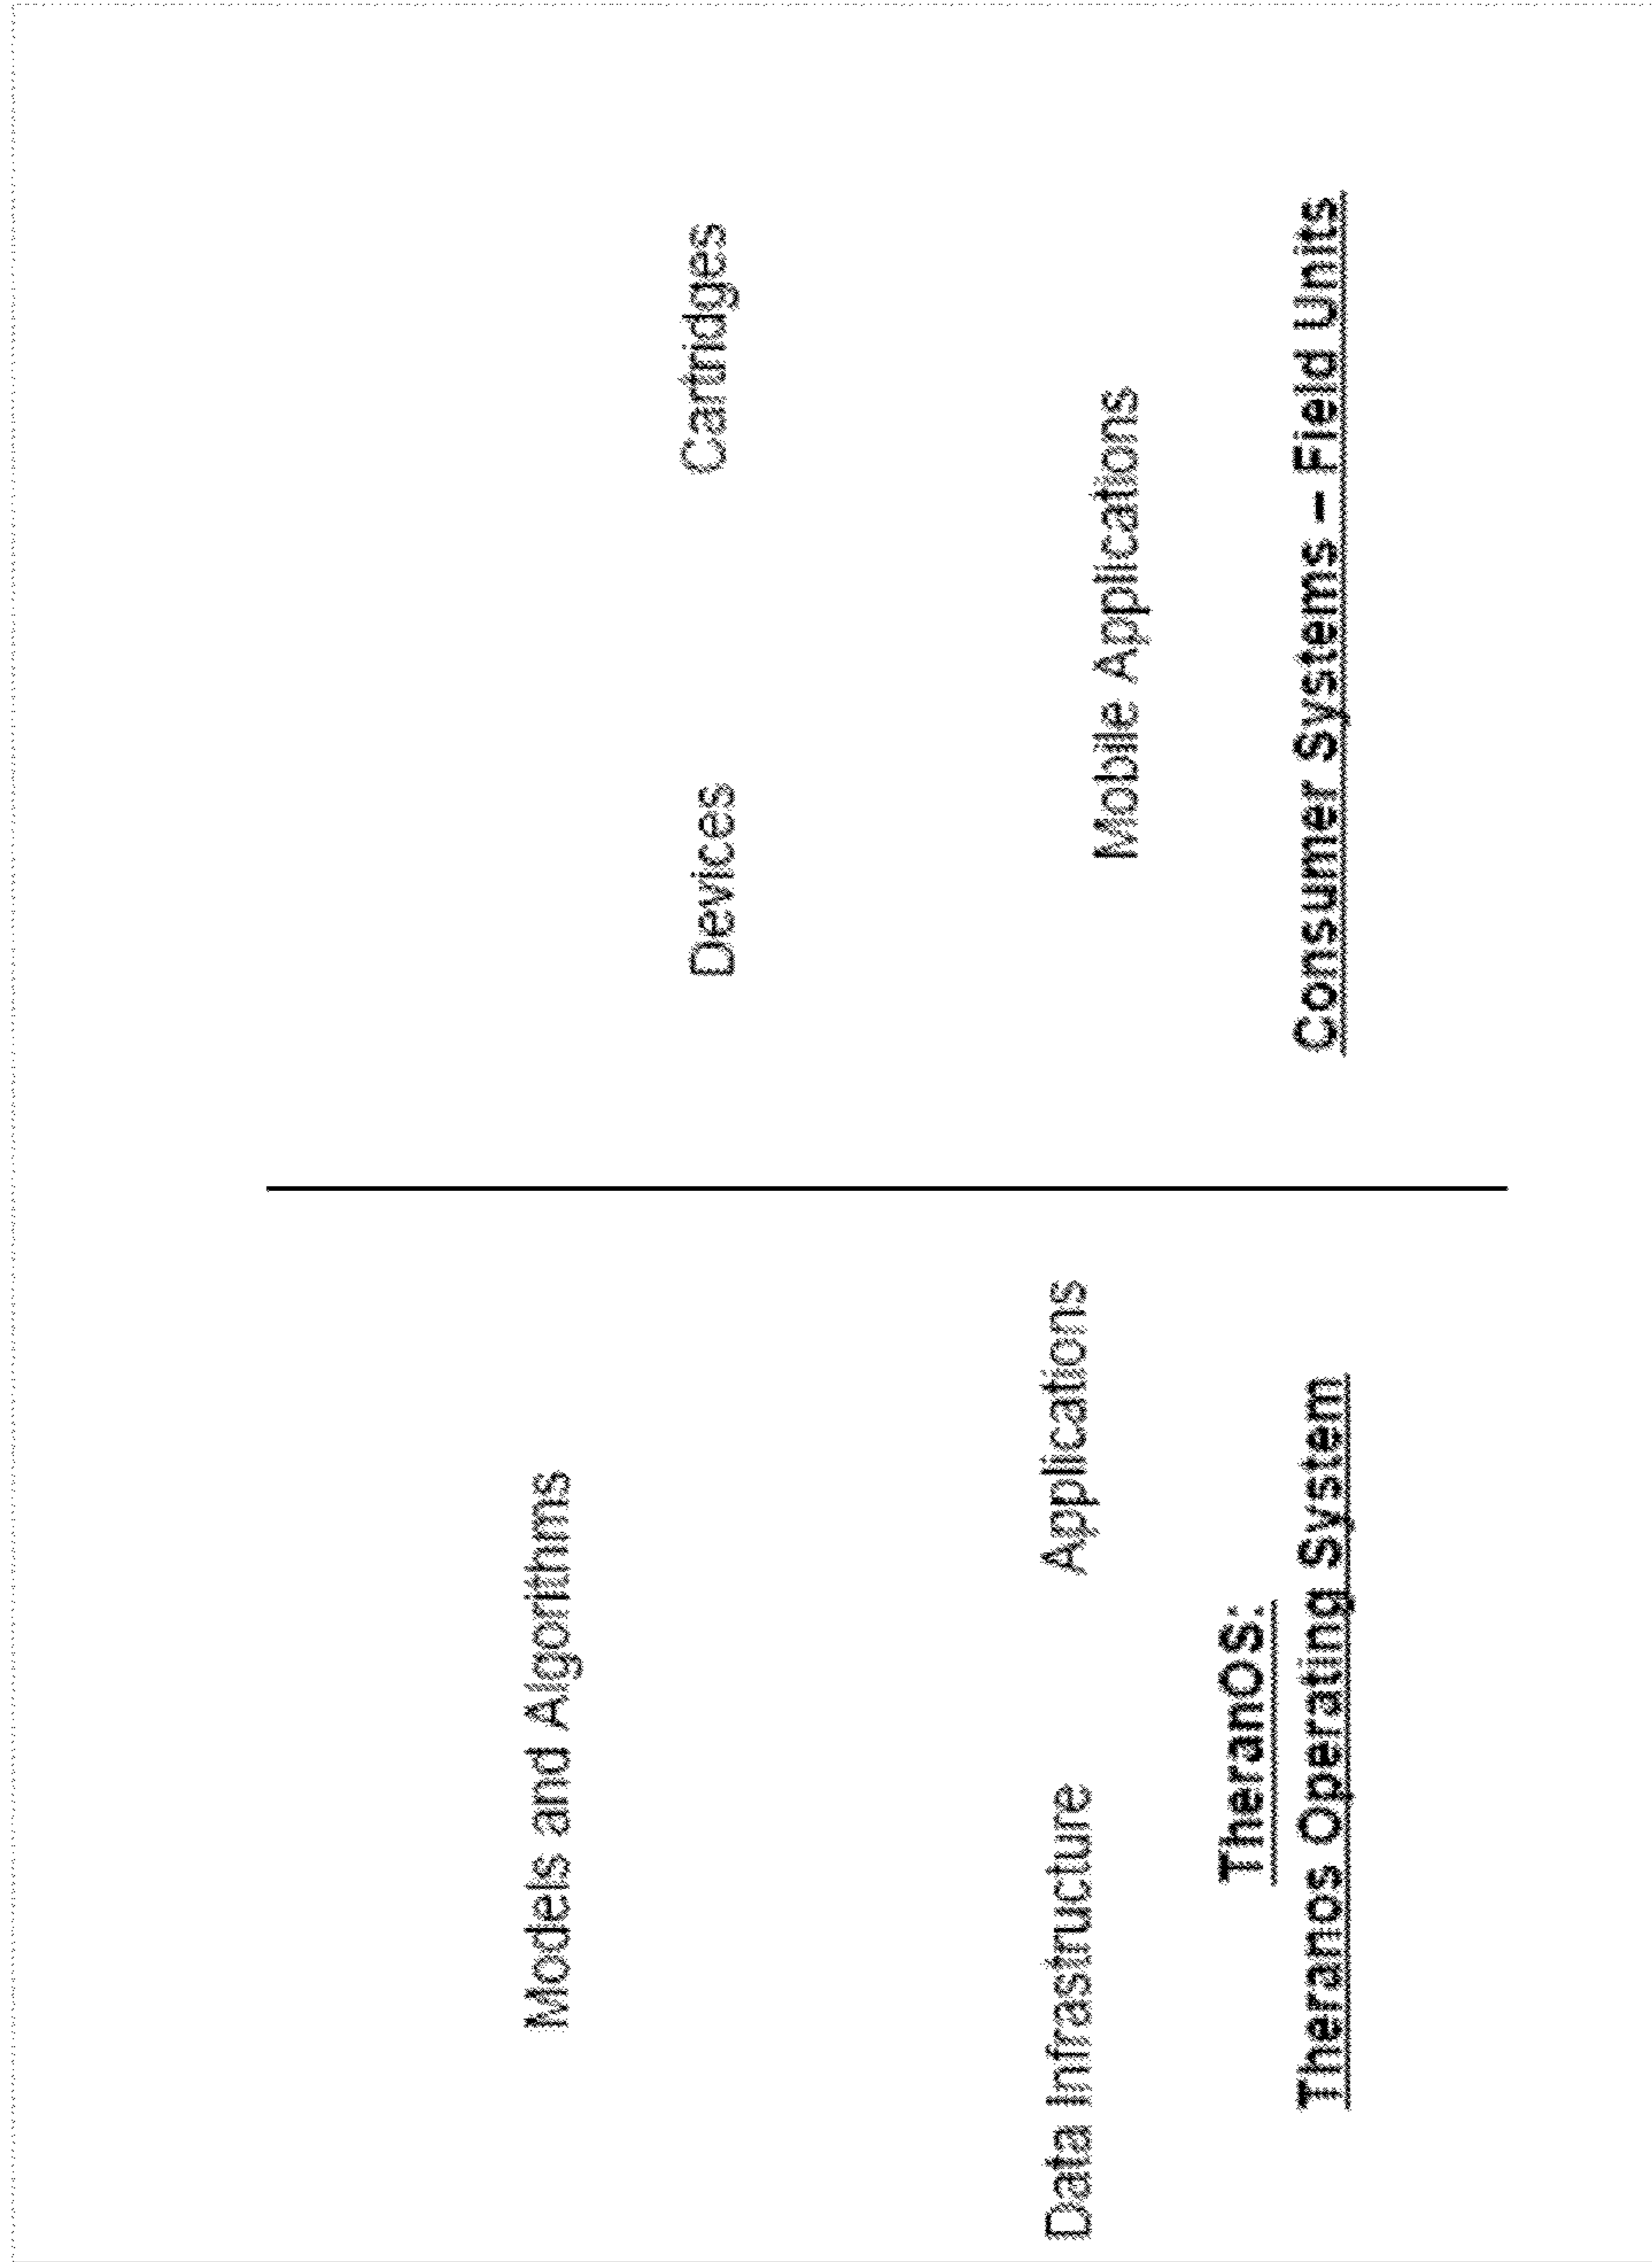 Models and Algorithms
Data Infrastructure
Applications
TheranOS:
Theranos Operating System
Devices
Cartridges
Mobile Applications
Consumer Systems – Field Units